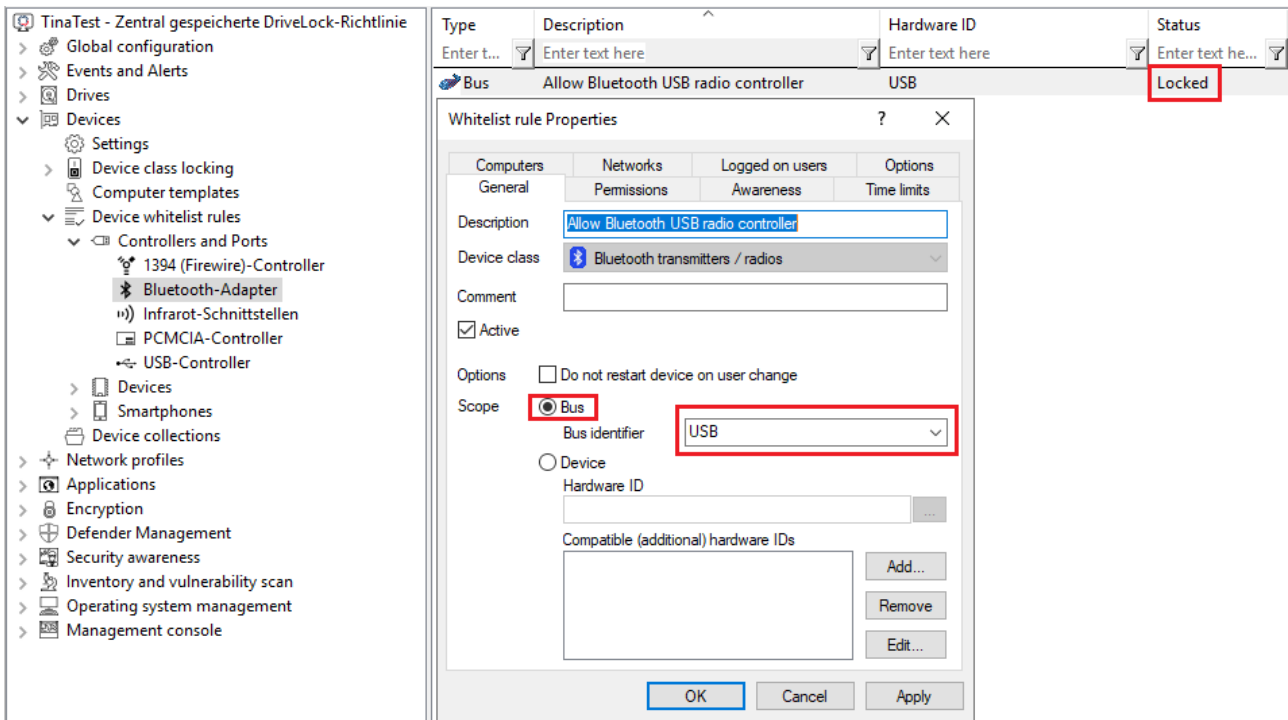 TinaTest - Zentral gespeicherte DriveLock-Richtlinie
Global configuration
Events and Alerts
Drives
Devices
Settings
Device class locking
Computer templates
Device whitelist rules
Controllers and Ports
1394 (Firewire)-Controller
Bluetooth-Adapter
Infrarot-Schnittstellen
PCMCIA-Controller
USB-Controller
Devices
Smartphones
Device collections
Network profiles
Applications
Encryption
Defender Management
Security awareness
Inventory and vulnerability scan
Operating system management
Management console
Type Description Hardware ID Status
Enter t... Enter text here Enter text here Enter text he...
Bus Allow Bluetooth USB radio controller USB Locked
Whitelist rule Properties ?
Computers Networks Logged on users Options
General Permissions Awareness Time limits
Description Allow Bluetooth USB radio controller
Device class Bluetooth transmitters / radios
Comment
Active
Options Do not restart device on user change
Scope Bus
Bus identifier USB
Device
Hardware ID
...
Compatible (additional) hardware IDs
Add...
Remove
Edit...
OK Cancel Apply